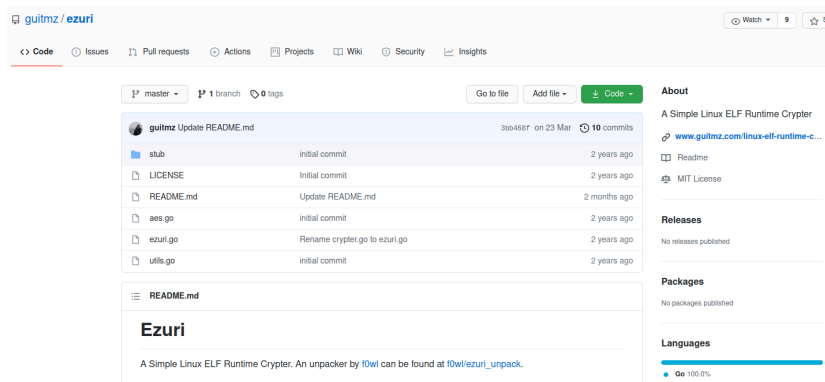 guitmz / ezuri
Watch 9
Code Issues Pull requests Actions Projects Wiki Security Insights
master 1 branch 0 tags Go to file Add file Code
guitmz Update README.md 3bb468f on 23 Mar 10 commits
stub initial commit 2 years ago
LICENSE Initial commit 2 years ago
README.md Update README.md 2 months ago
aes.go initial commit 2 years ago
ezuri.go Rename crypter.go to ezuri.go 2 years ago
utils.go initial commit 2 years ago
README.md
Ezuri
A Simple Linux ELF Runtime Crypter. An unpacker by f0wl can be found at f0wl/ezuri_unpack.
About
A Simple Linux ELF Runtime Crypter
www.guitmz.com/linux-elf-runtime-c...
Readme
MIT License
Releases
No releases published
Packages
No packages published
Languages
Go 100.0%